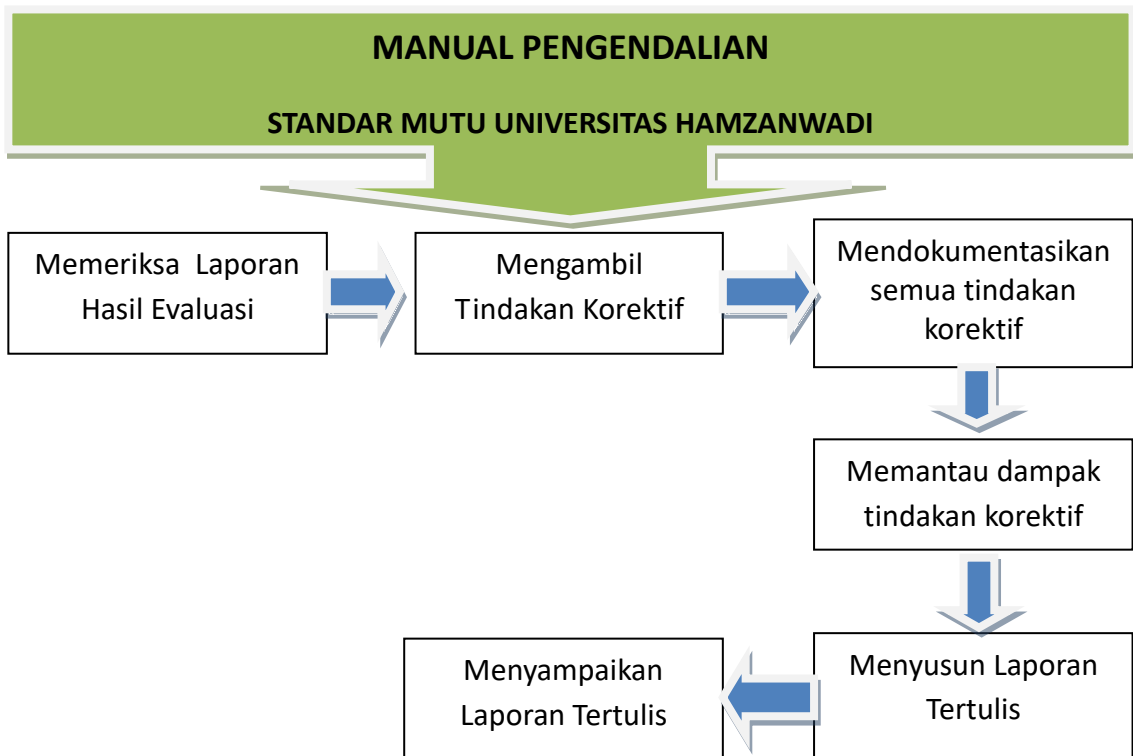 MANUAL PENGENDALIAN
STANDAR MUTU UNIVERSITAS HAMZANWADI
Memeriksa Laporan
Hasil Evaluasi
Mengambil
Tindakan Korektif
Mendokumentasikan
semua tindakan
korektif
Memantau dampak
tindakan korektif
Menyusun Laporan
Tertulis
Menyampaikan
Laporan Tertulis